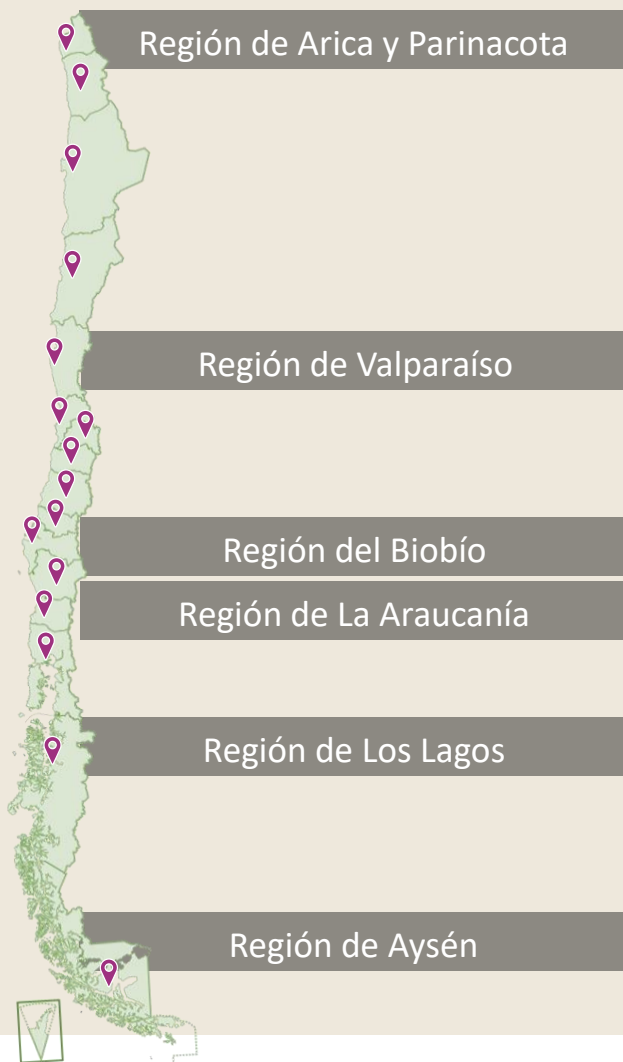 Región de Arica y Parinacota
Región de Valparaíso
Región del Biobío
Región de La Araucanía
Región de Los Lagos
Región de Aysén